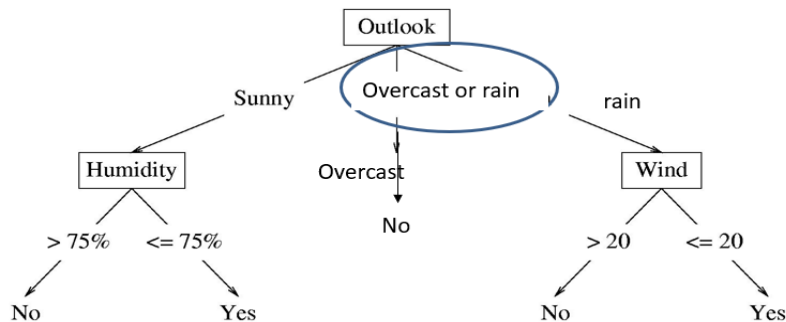 Outlook
Sunny
Overcast or rain
rain
Humidity
Overcast
Wind
No
> 75%
<= 75%
> 20
<= 20
No
Yes
No
Yes